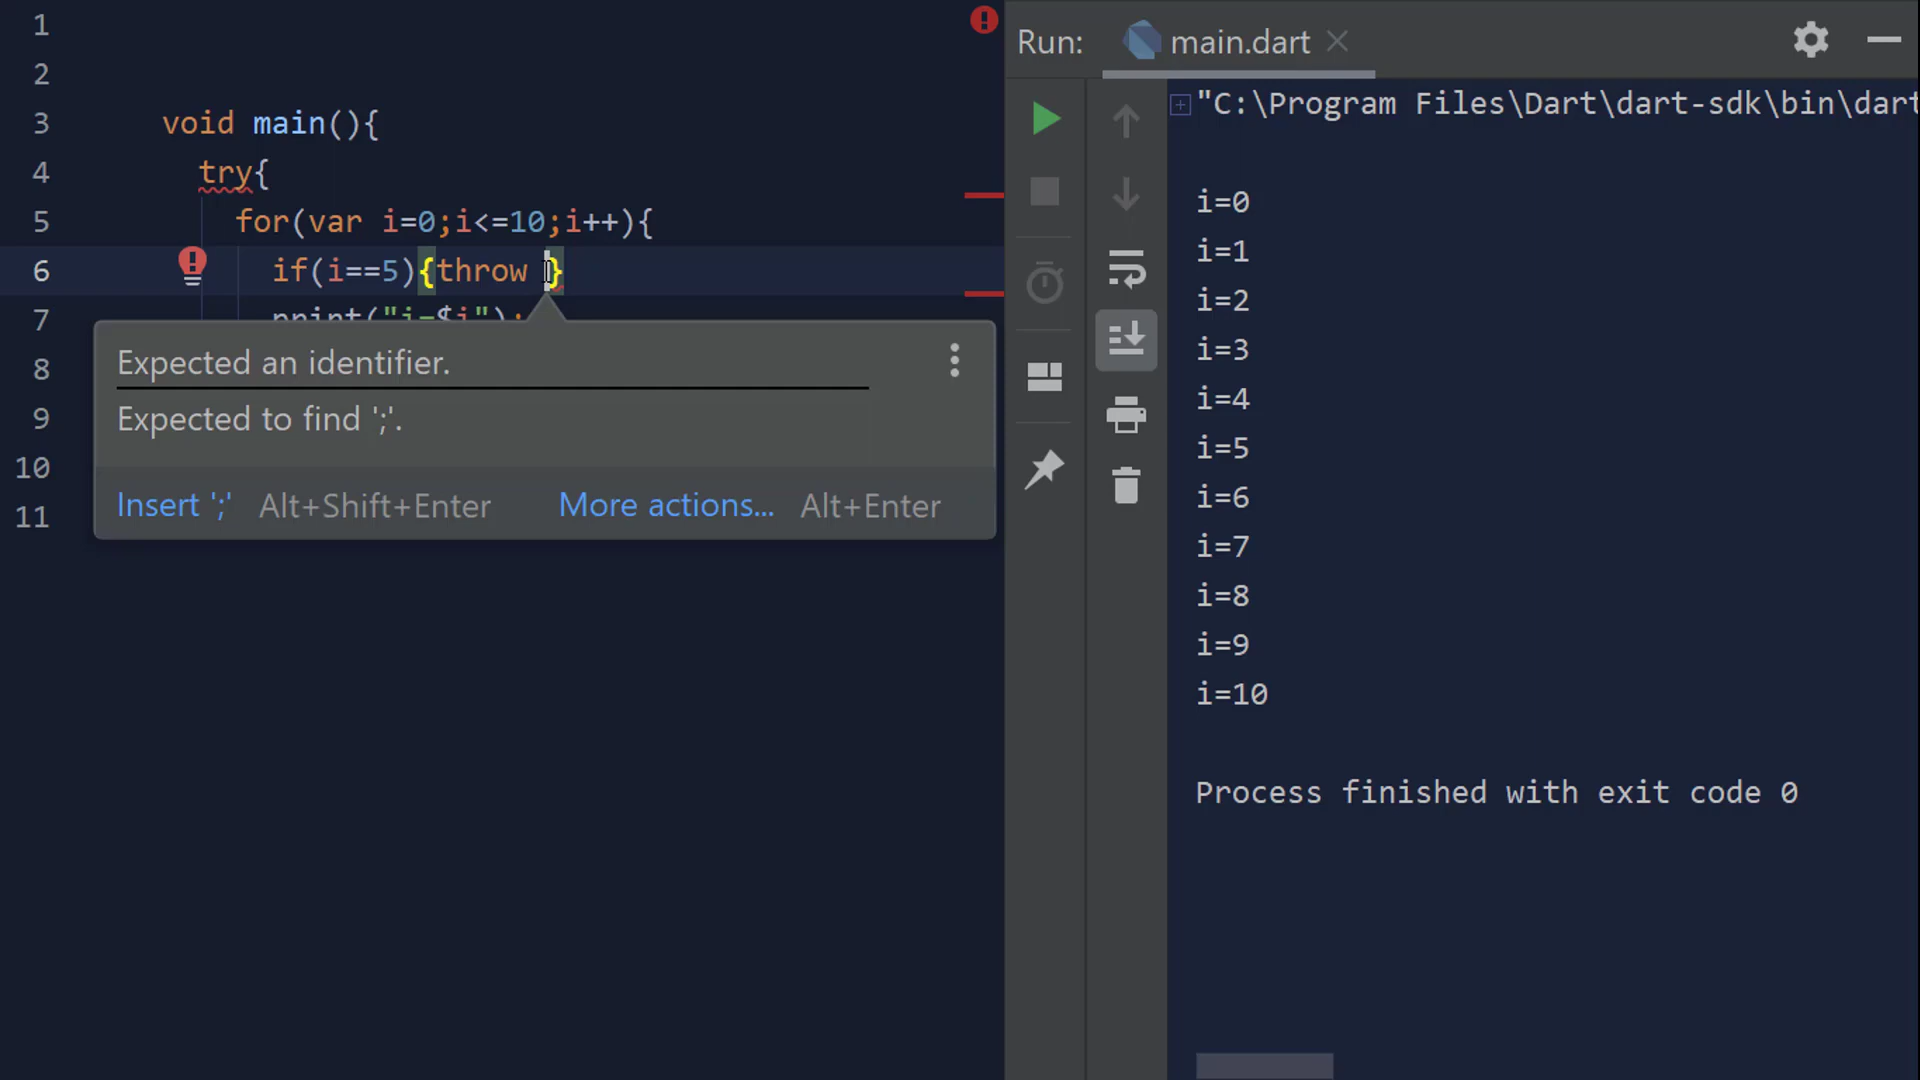 1
2
3 void main(){
4 try{
5 for(var i=0;i<=10;i++){
6 if(i==5){throw }
7 print("i=$i");
8
9
10
11
Expected an identifier.
Expected to find ';'.
Insert ';' Alt+Shift+Enter More actions... Alt+Enter
Run: main.dart
"C:\Program Files\Dart\dart-sdk\bin\dart
i=0
i=1
i=2
i=3
i=4
i=5
i=6
i=7
i=8
i=9
i=10
Process finished with exit code 0